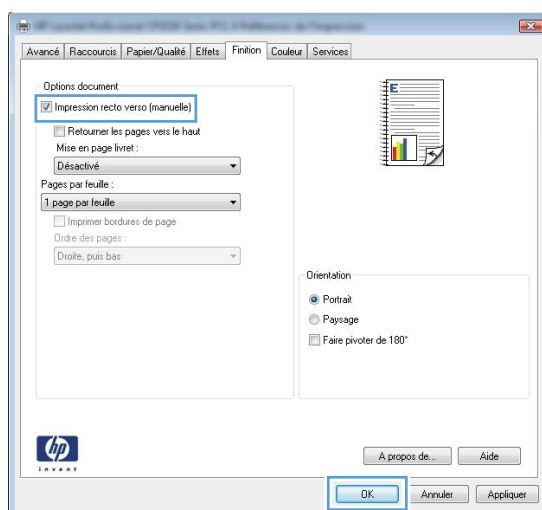 Avancé Raccourcis Papier/Qualité Effets Finition Couleur Services
Options document
Impression recto verso (manuelle)
Retourner les pages vers le haut
Mise en page livret :
Désactivé
Pages par feuille :
1 page par feuille
Imprimer bordures de page
Ordre des pages :
Droite, puis bas
E
Orientation
Portrait
Paysage
Faire pivoter de 180°
hp
invent
A propos de... Aide
OK Annuler Appliquer